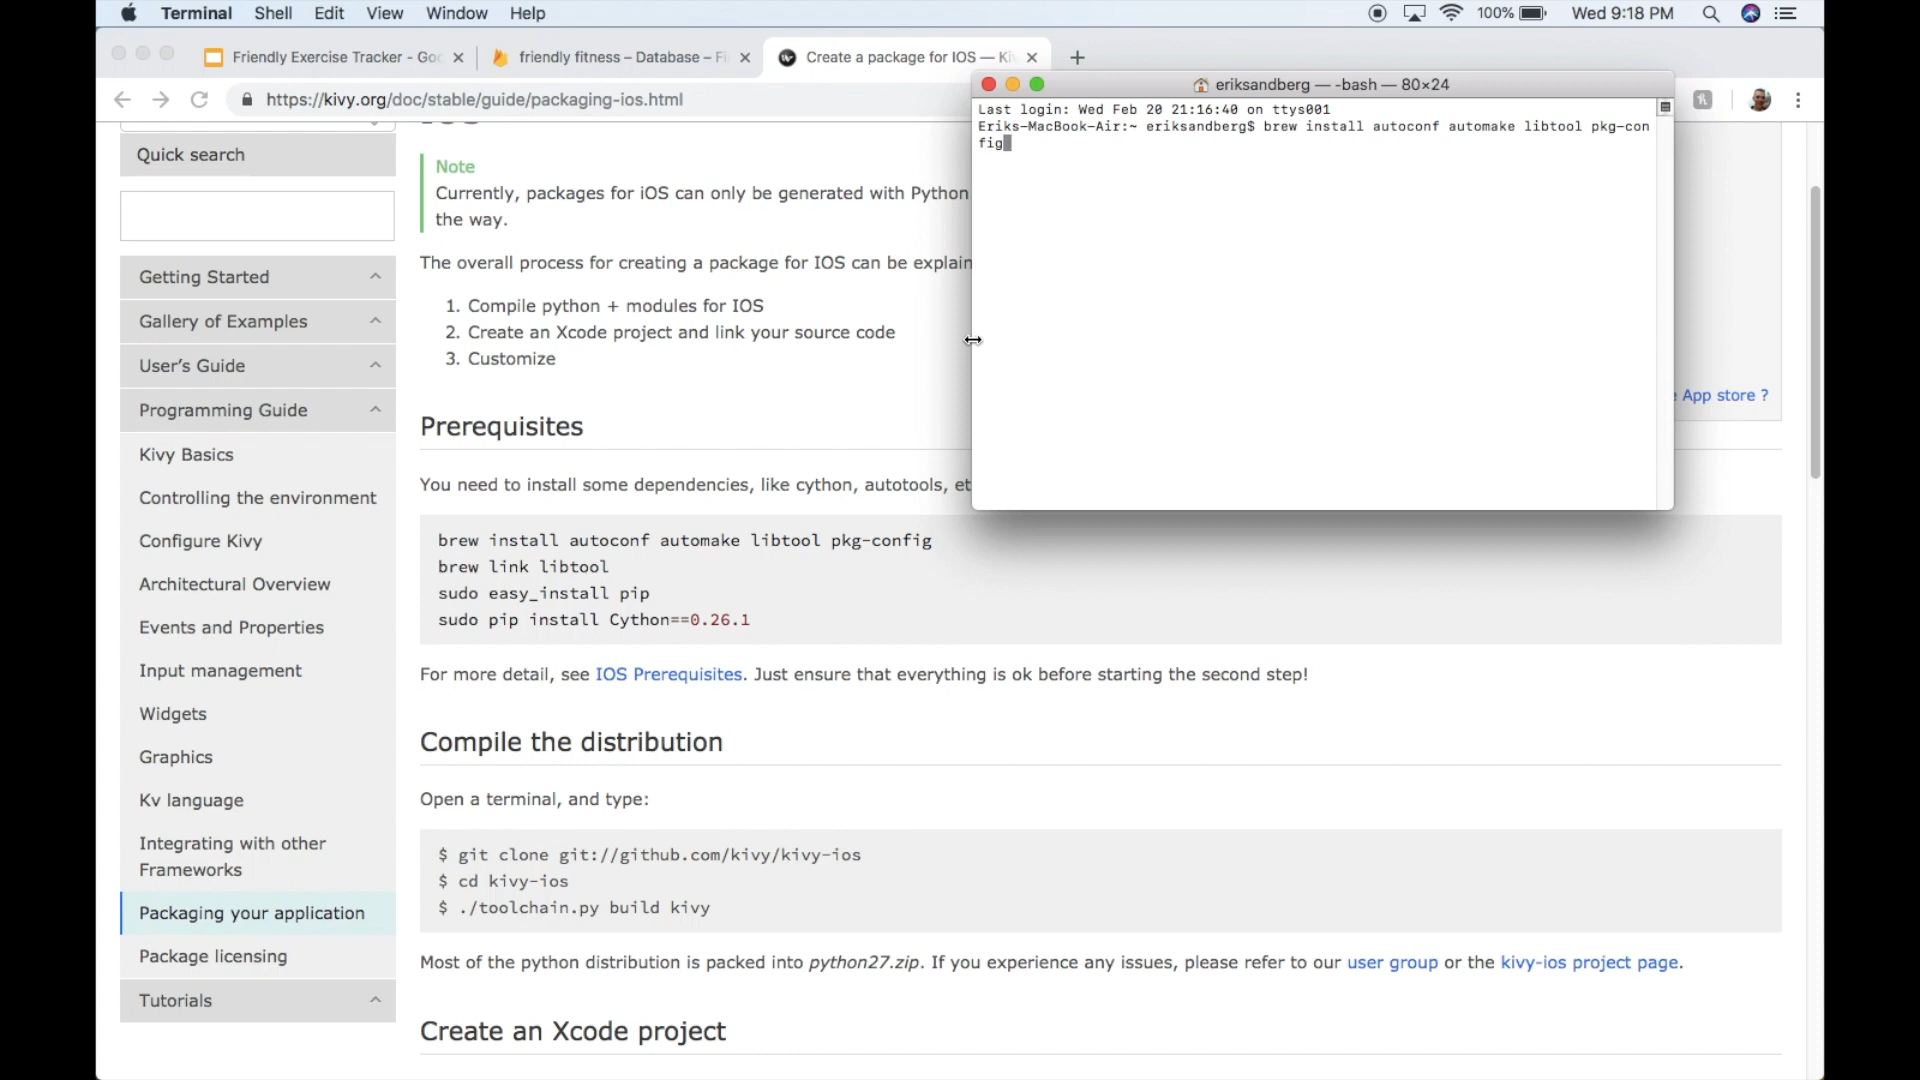 Terminal Shell Edit View Window Help 100% Wed 9:18 PM
Friendly Exercise Tracker - Goo friendly fitness – Database – Fi Create a package for IOS — Ki
https://kivy.org/doc/stable/guide/packaging-ios.html
eriksandberg — -bash — 80×24
Last login: Wed Feb 20 21:16:40 on ttys001
Eriks-MacBook-Air:~ eriksandberg$ brew install autoconf automake libtool pkg-con
fig
Quick search
Getting Started
Gallery of Examples
User's Guide
Programming Guide
Kivy Basics
Controlling the environment
Configure Kivy
Architectural Overview
Events and Properties
Input management
Widgets
Graphics
Kv language
Integrating with other
Frameworks
Packaging your application
Package licensing
Tutorials
Note
Currently, packages for iOS can only be generated with Python
the way.
The overall process for creating a package for IOS can be explain
1. Compile python + modules for IOS
2. Create an Xcode project and link your source code
3. Customize
App store ?
Prerequisites
You need to install some dependencies, like cython, autotools, et
brew install autoconf automake libtool pkg-config
brew link libtool
sudo easy_install pip
sudo pip install Cython==0.26.1
For more detail, see IOS Prerequisites. Just ensure that everything is ok before starting the second step!
Compile the distribution
Open a terminal, and type:
$ git clone git://github.com/kivy/kivy-ios
$ cd kivy-ios
$ ./toolchain.py build kivy
Most of the python distribution is packed into python27.zip. If you experience any issues, please refer to our user group or the kivy-ios project page.
Create an Xcode project